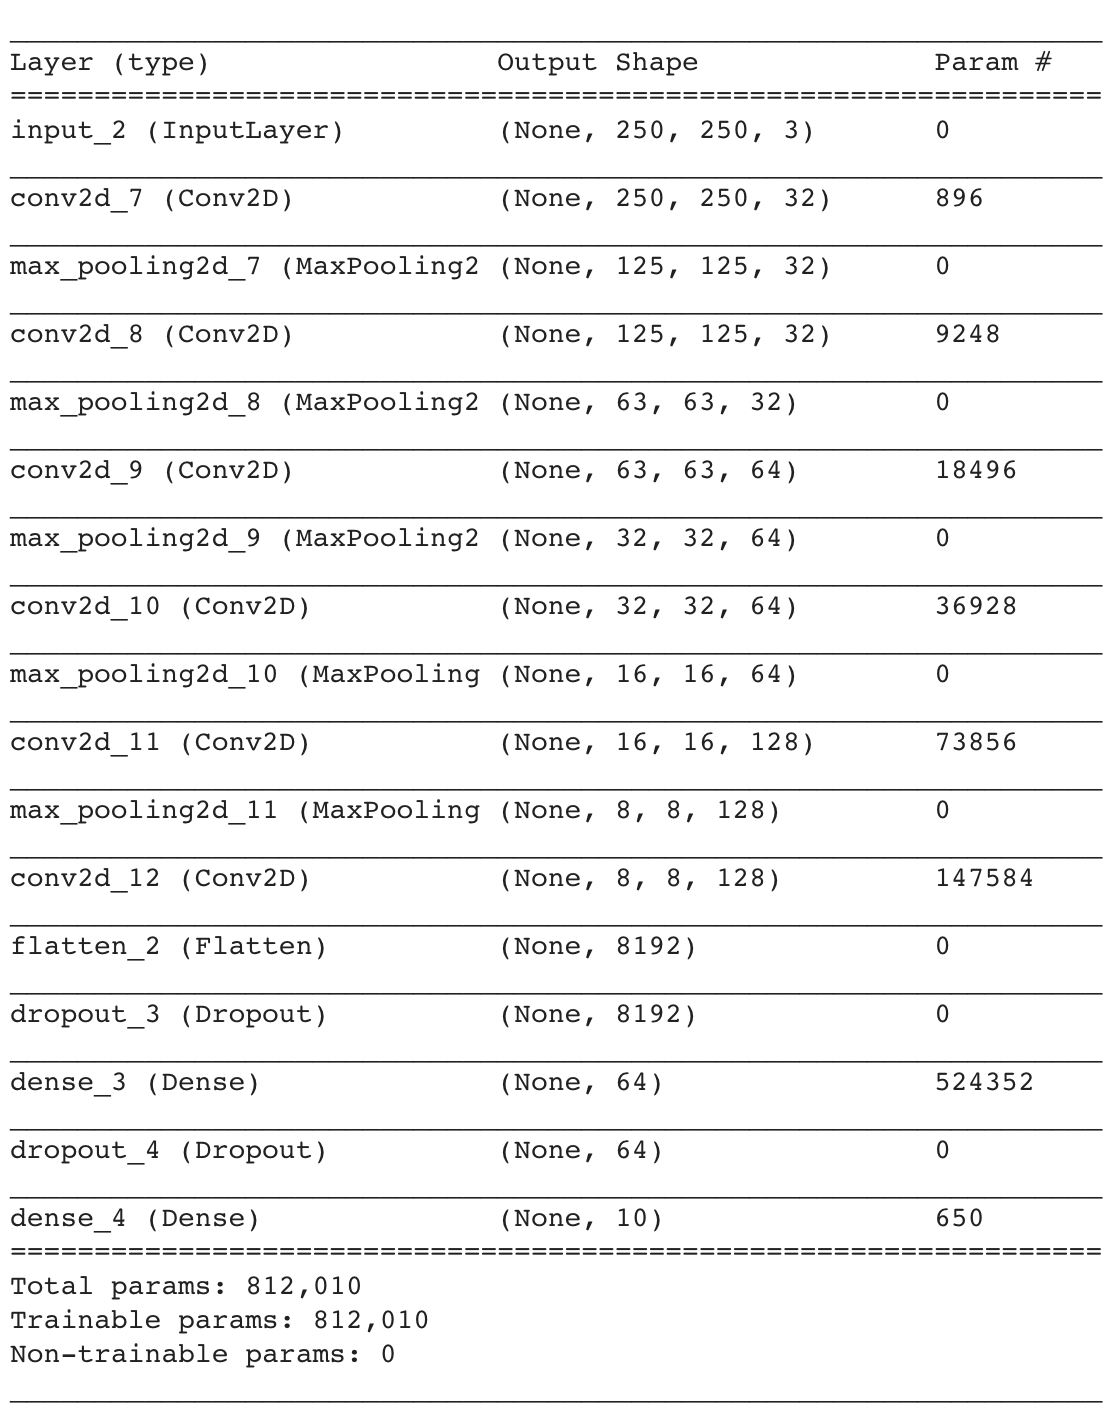 Layer (type) Output Shape Param #
input_2 (InputLayer) (None, 250, 250, 3) 0
conv2d_7 (Conv2D) (None, 250, 250, 32) 896
max_pooling2d_7 (MaxPooling2 (None, 125, 125, 32) 0
conv2d_8 (Conv2D) (None, 125, 125, 32) 9248
max_pooling2d_8 (MaxPooling2 (None, 63, 63, 32) 0
conv2d_9 (Conv2D) (None, 63, 63, 64) 18496
max_pooling2d_9 (MaxPooling2 (None, 32, 32, 64) 0
conv2d_10 (Conv2D) (None, 32, 32, 64) 36928
max_pooling2d_10 (MaxPooling (None, 16, 16, 64) 0
conv2d_11 (Conv2D) (None, 16, 16, 128) 73856
max_pooling2d_11 (MaxPooling (None, 8, 8, 128) 0
conv2d_12 (Conv2D) (None, 8, 8, 128) 147584
flatten_2 (Flatten) (None, 8192) 0
dropout_3 (Dropout) (None, 8192) 0
dense_3 (Dense) (None, 64) 524352
dropout_4 (Dropout) (None, 64) 0
dense_4 (Dense) (None, 10) 650
Total params: 812,010
Trainable params: 812,010
Non-trainable params: 0